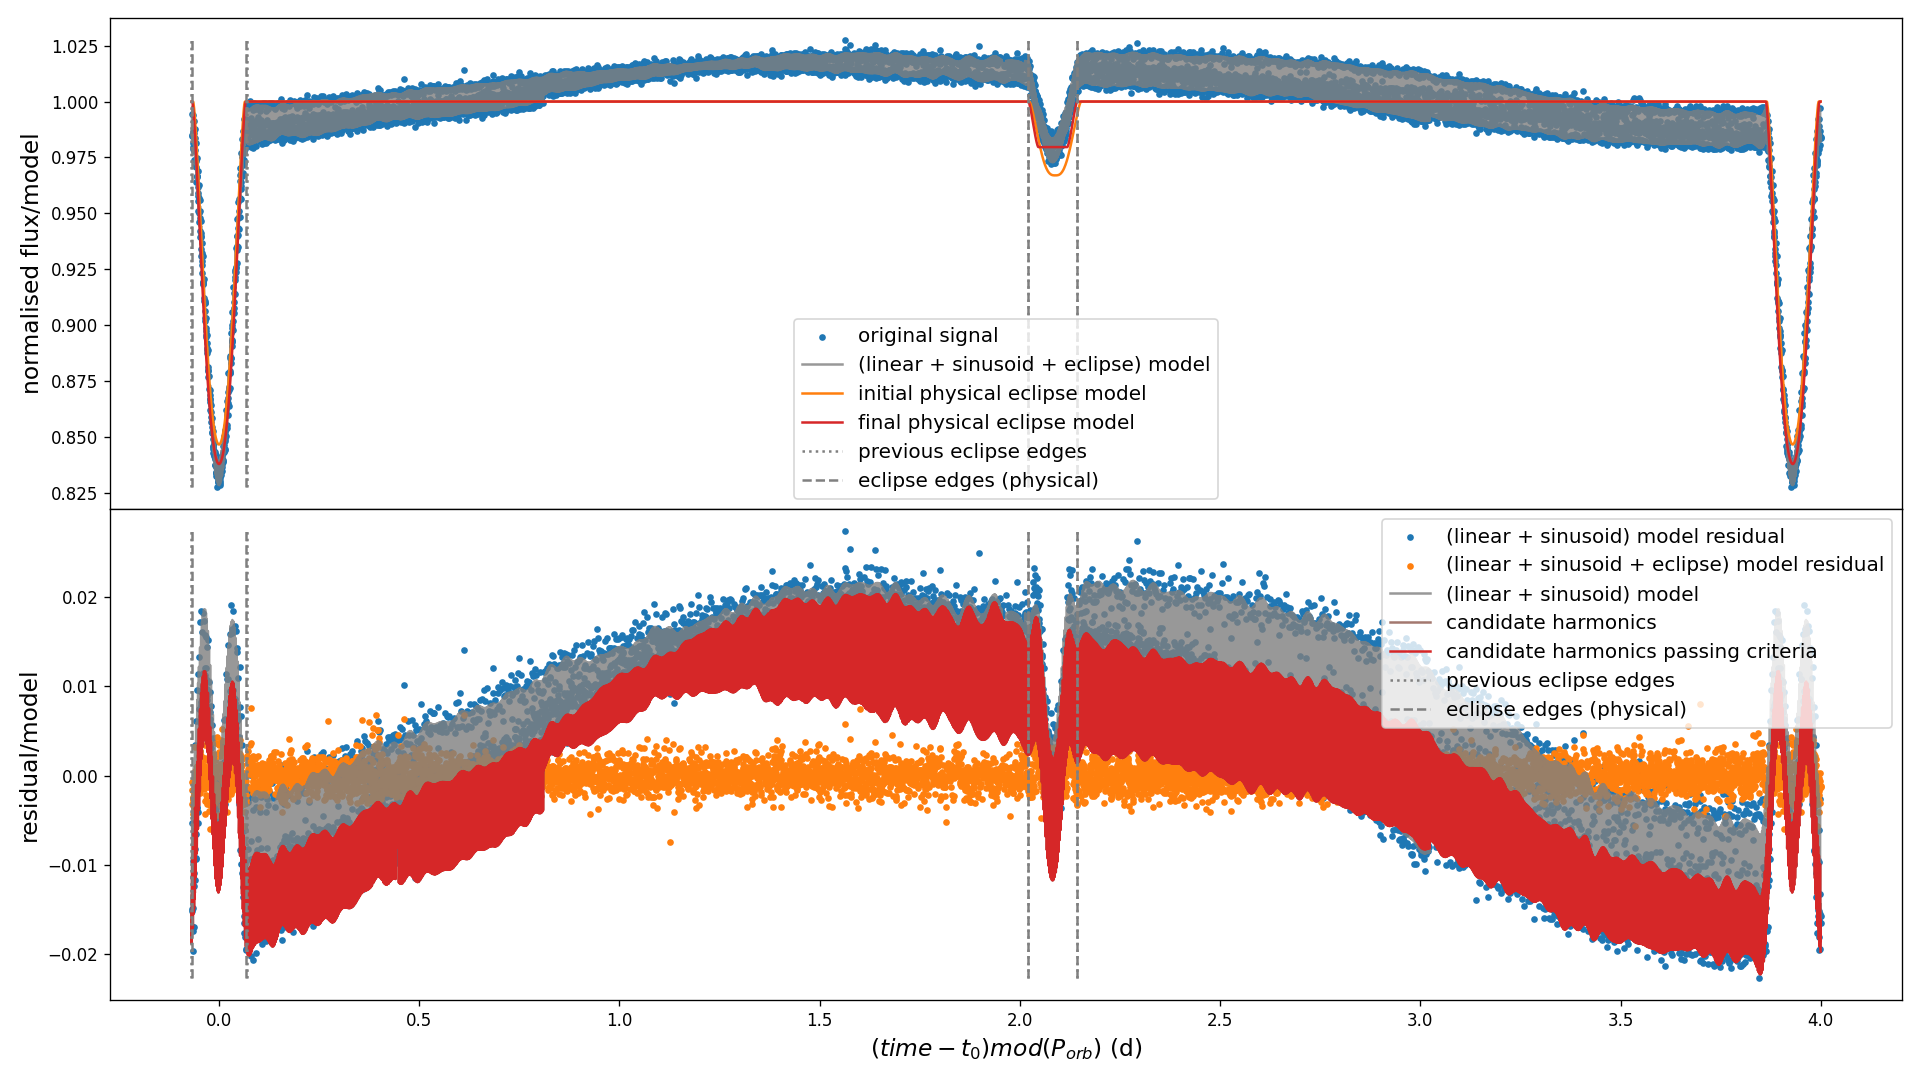 normalised flux/model
1.025
1.000
0.975
0.950
0.925
0.900
0.875
0.850
0.825
original signal
(linear + sinusoid + eclipse) model
initial physical eclipse model
final physical eclipse model
previous eclipse edges
eclipse edges (physical)
residual/model
0.02
0.01
0.00
−0.01
−0.02
(linear + sinusoid) model residual
(linear + sinusoid + eclipse) model residual
(linear + sinusoid) model
candidate harmonics
candidate harmonics passing criteria
previous eclipse edges
eclipse edges (physical)
0.0 0.5 1.0 1.5 2.0 2.5 3.0 3.5 4.0
(time − t₀)mod(P_orb) (d)